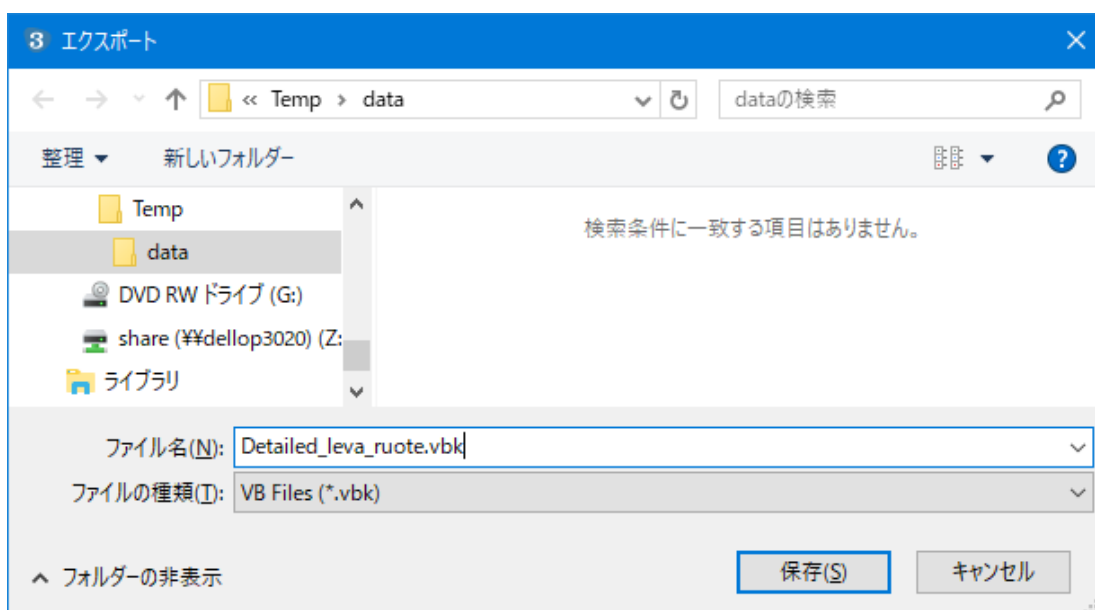 3 エクスポート
« Temp › data
dataの検索
整理
新しいフォルダー
?
Temp
data
DVD RW ドライブ (G:)
share (¥¥dellop3020) (Z:
ライブラリ
検索条件に一致する項目はありません。
ファイル名(N): Detailed_leva_ruote.vbk
ファイルの種類(T): VB Files (*.vbk)
フォルダーの非表示
保存(S)
キャンセル